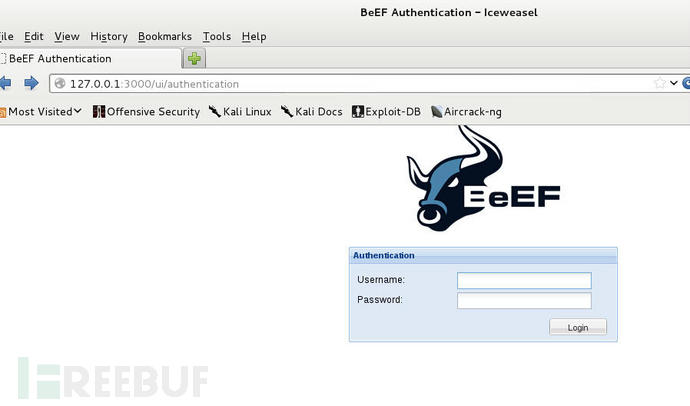 BeEF Authentication - Iceweasel
ile Edit View History Bookmarks Tools Help
BeEF Authentication
127.0.0.1:3000/ui/authentication
Most Visited Offensive Security Kali Linux Kali Docs Exploit-DB Aircrack-ng
BeEF
Authentication
Username:
Password:
Login
FREEBUF